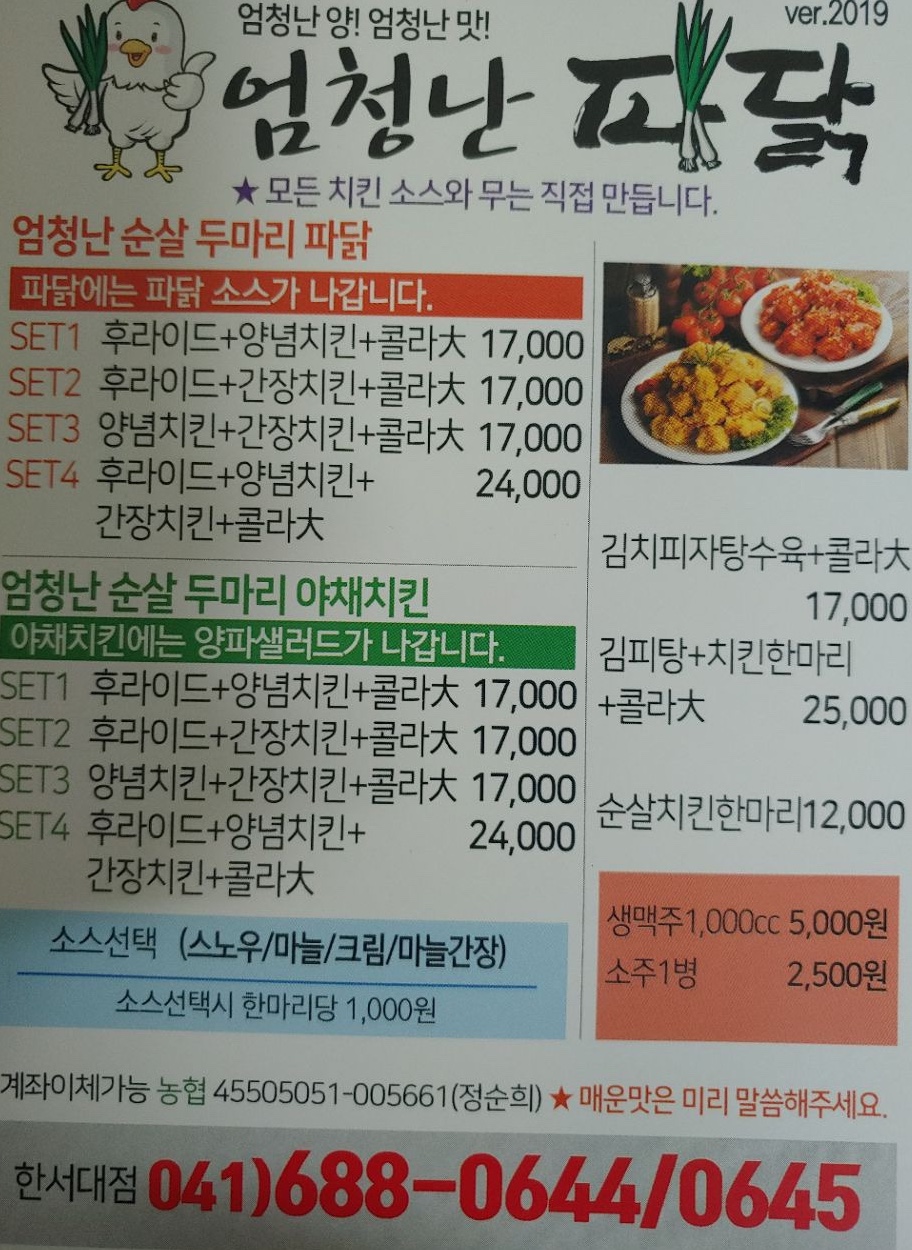 엄청난 양! 엄청난 맛!
ver.2019
엄청난 파닭
★ 모든 치킨 소스와 무는 직접 만듭니다.
엄청난 순살 두마리 파닭
파닭에는 파닭 소스가 나갑니다.
SET1 후라이드+양념치킨+콜라大 17,000
SET2 후라이드+간장치킨+콜라大 17,000
SET3 양념치킨+간장치킨+콜라大 17,000
SET4 후라이드+양념치킨+ 24,000
간장치킨+콜라大
엄청난 순살 두마리 야채치킨
야채치킨에는 양파샐러드가 나갑니다.
SET1 후라이드+양념치킨+콜라大 17,000
SET2 후라이드+간장치킨+콜라大 17,000
SET3 양념치킨+간장치킨+콜라大 17,000
SET4 후라이드+양념치킨+ 24,000
간장치킨+콜라大
소스선택 (스노우/마늘/크림/마늘간장)
소스선택시 한마리당 1,000원
김치피자탕수육+콜라大
17,000
김피탕+치킨한마리
+콜라大 25,000
순살치킨한마리12,000
생맥주1,000cc 5,000원
소주1병 2,500원
계좌이체가능 농협 45505051-005661(정순희) ★ 매운맛은 미리 말씀해주세요.
한서대점 041)688-0644/0645